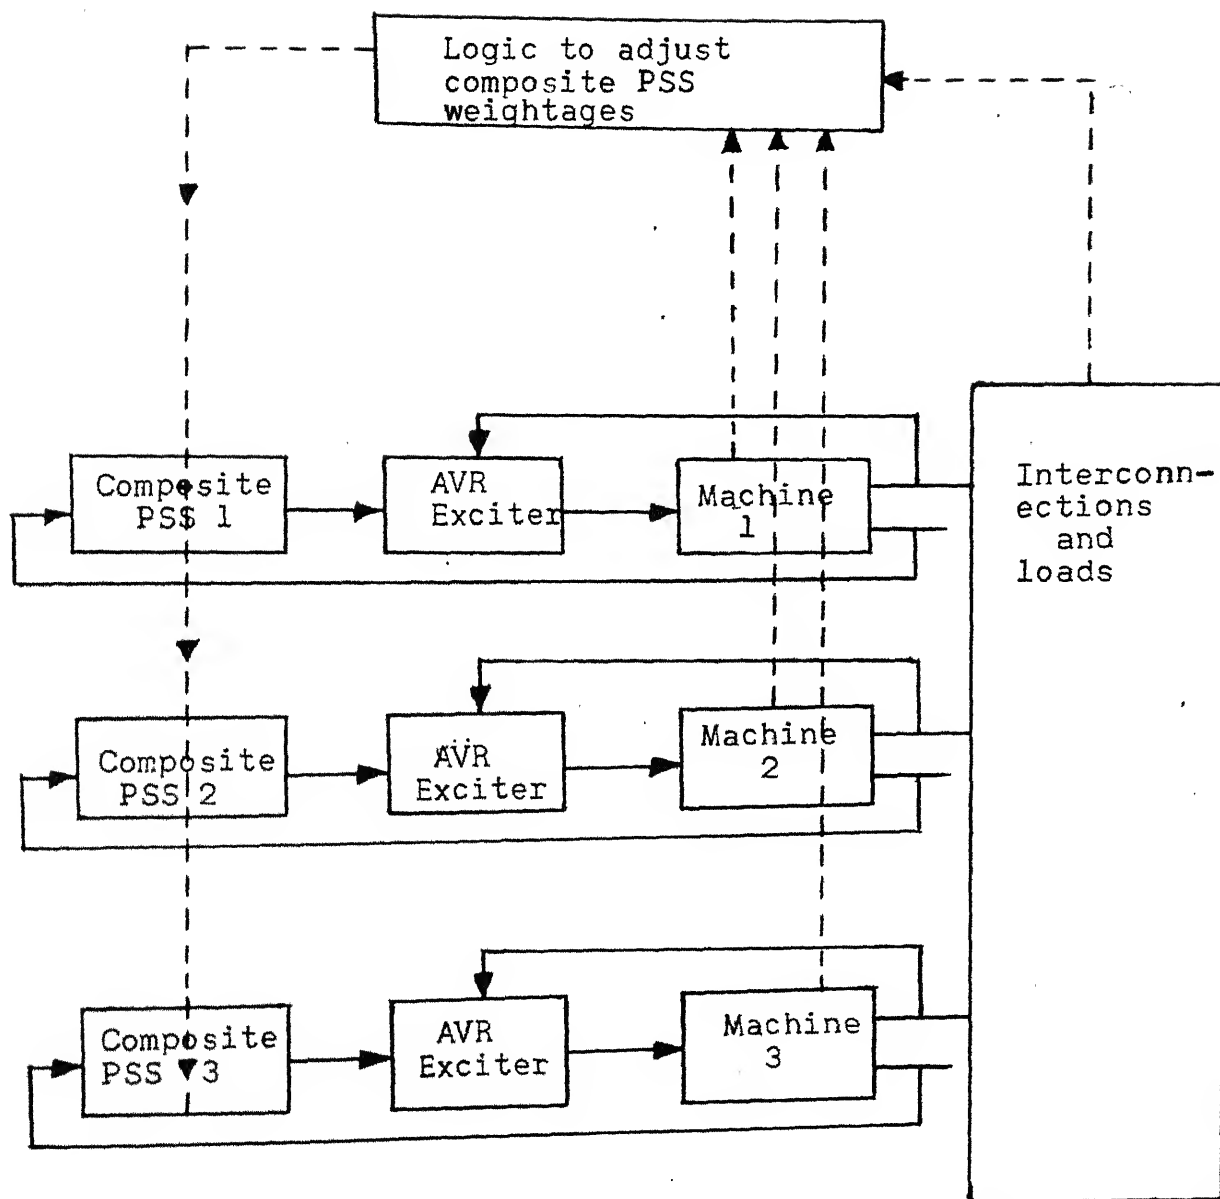 Logic to adjust
composite PSS
weightages
Composite
PSS 1
AVR
Exciter
Machine
1
Interconn-
ections
and
loads
Composite
PSS 2
AVR
Exciter
Machine
2
Composite
PSS 3
AVR
Exciter
Machine
3